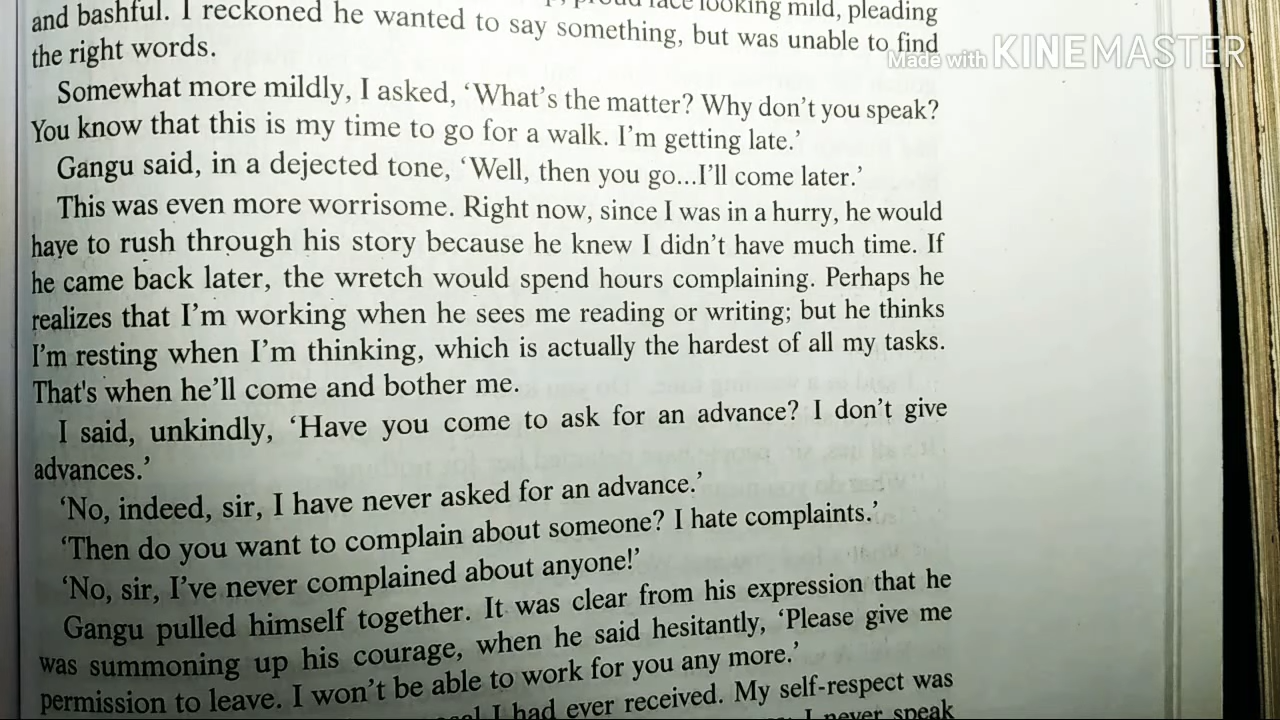 face looking mild, pleading
and bashful. I reckoned he wanted to say something, but was unable to find
the right words.
Made with KINEMASTER
Somewhat more mildly, I asked, ‘What’s the matter? Why don’t you speak?
You know that this is my time to go for a walk. I’m getting late.’
Gangu said, in a dejected tone, ‘Well, then you go...I’ll come later.’
This was even more worrisome. Right now, since I was in a hurry, he would
have to rush through his story because he knew I didn’t have much time. If
he came back later, the wretch would spend hours complaining. Perhaps he
realizes that I’m working when he sees me reading or writing; but he thinks
I’m resting when I’m thinking, which is actually the hardest of all my tasks.
That's when he’ll come and bother me.
I said, unkindly, ‘Have you come to ask for an advance? I don’t give
advances.’
‘No, indeed, sir, I have never asked for an advance.’
‘Then do you want to complain about someone? I hate complaints.’
‘No, sir, I’ve never complained about anyone!’
Gangu pulled himself together. It was clear from his expression that he
was summoning up his courage, when he said hesitantly, ‘Please give me
permission to leave. I won’t be able to work for you any more.’
I had ever received. My self-respect was
I never speak